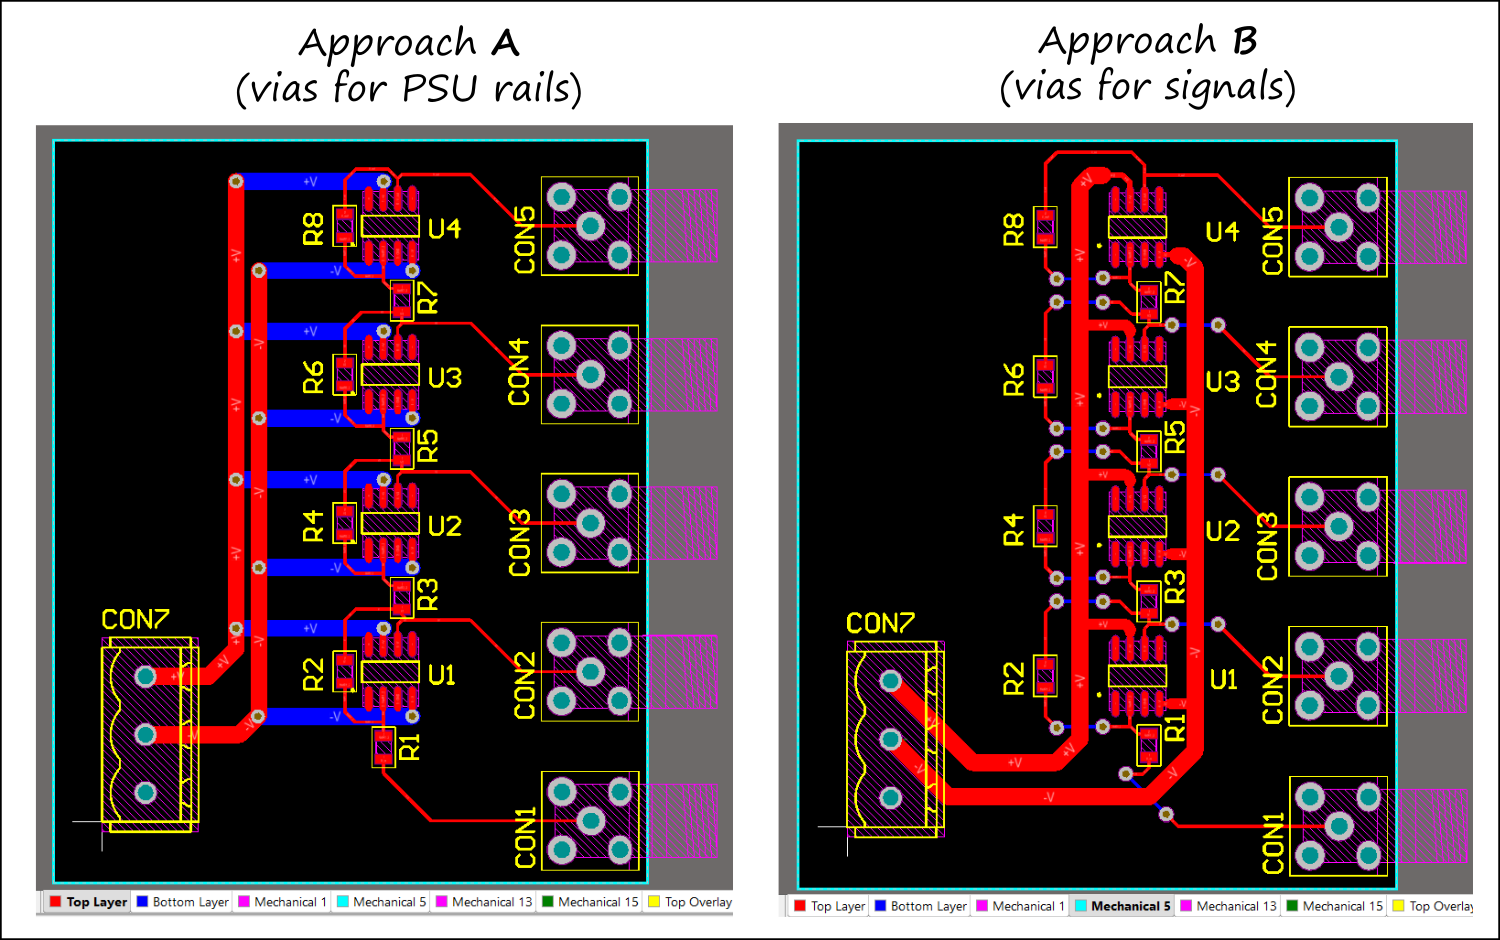 Approach A
(vias for PSU rails)
+V
R8
U4
CON5
-V
R7
+V
+V
-V
R6
U3
CON4
+V
-V
R5
+V
R4
U2
CON3
-V
+V
-V
R3
CON7
+V
-V
+V
R2
U1
CON2
+V
-V
-V
-V
R1
CON1
Top Layer
Bottom Layer
Mechanical 1
Mechanical 5
Mechanical 13
Mechanical 15
Top Overlay
Approach B
(vias for signals)
+V
R8
U4
CON5
-V
R7
+V
+V
R6
U3
CON4
+V
-V
-V
R5
+V
R4
U2
CON3
+V
-V
R3
CON7
+V
-V
R2
U1
CON2
+V
-V
+V
R1
+V
+V
-V
-V
-V
CON1
Top Layer
Bottom Layer
Mechanical 1
Mechanical 5
Mechanical 13
Mechanical 15
Top Overlay